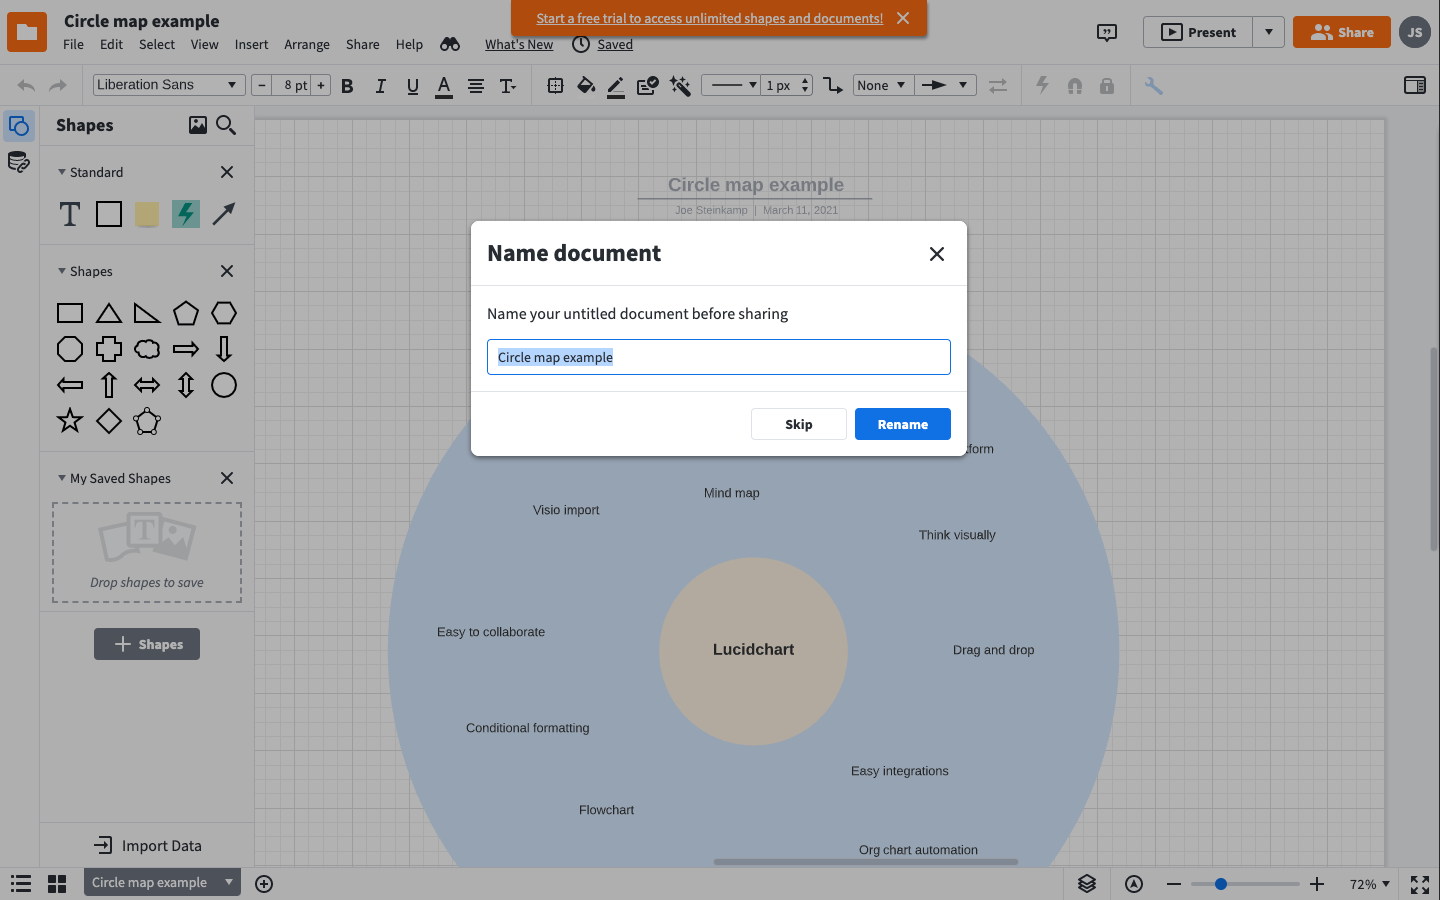 Circle map example
Start a free trial to access unlimited shapes and documents!
File Edit Select View Insert Arrange Share Help What's New Saved
Present
Share
JS
Liberation Sans
− 8 pt +
B I U A T
1 px
None
Shapes
Standard
T
Shapes
My Saved Shapes
T
Drop shapes to save
+ Shapes
Import Data
Circle map example
Joe Steinkamp | March 11, 2021
Name document
Name your untitled document before sharing
Circle map example
Skip
Rename
form
Mind map
Visio import
Think visually
Easy to collaborate
Lucidchart
Drag and drop
Conditional formatting
Easy integrations
Flowchart
Org chart automation
Circle map example
72%